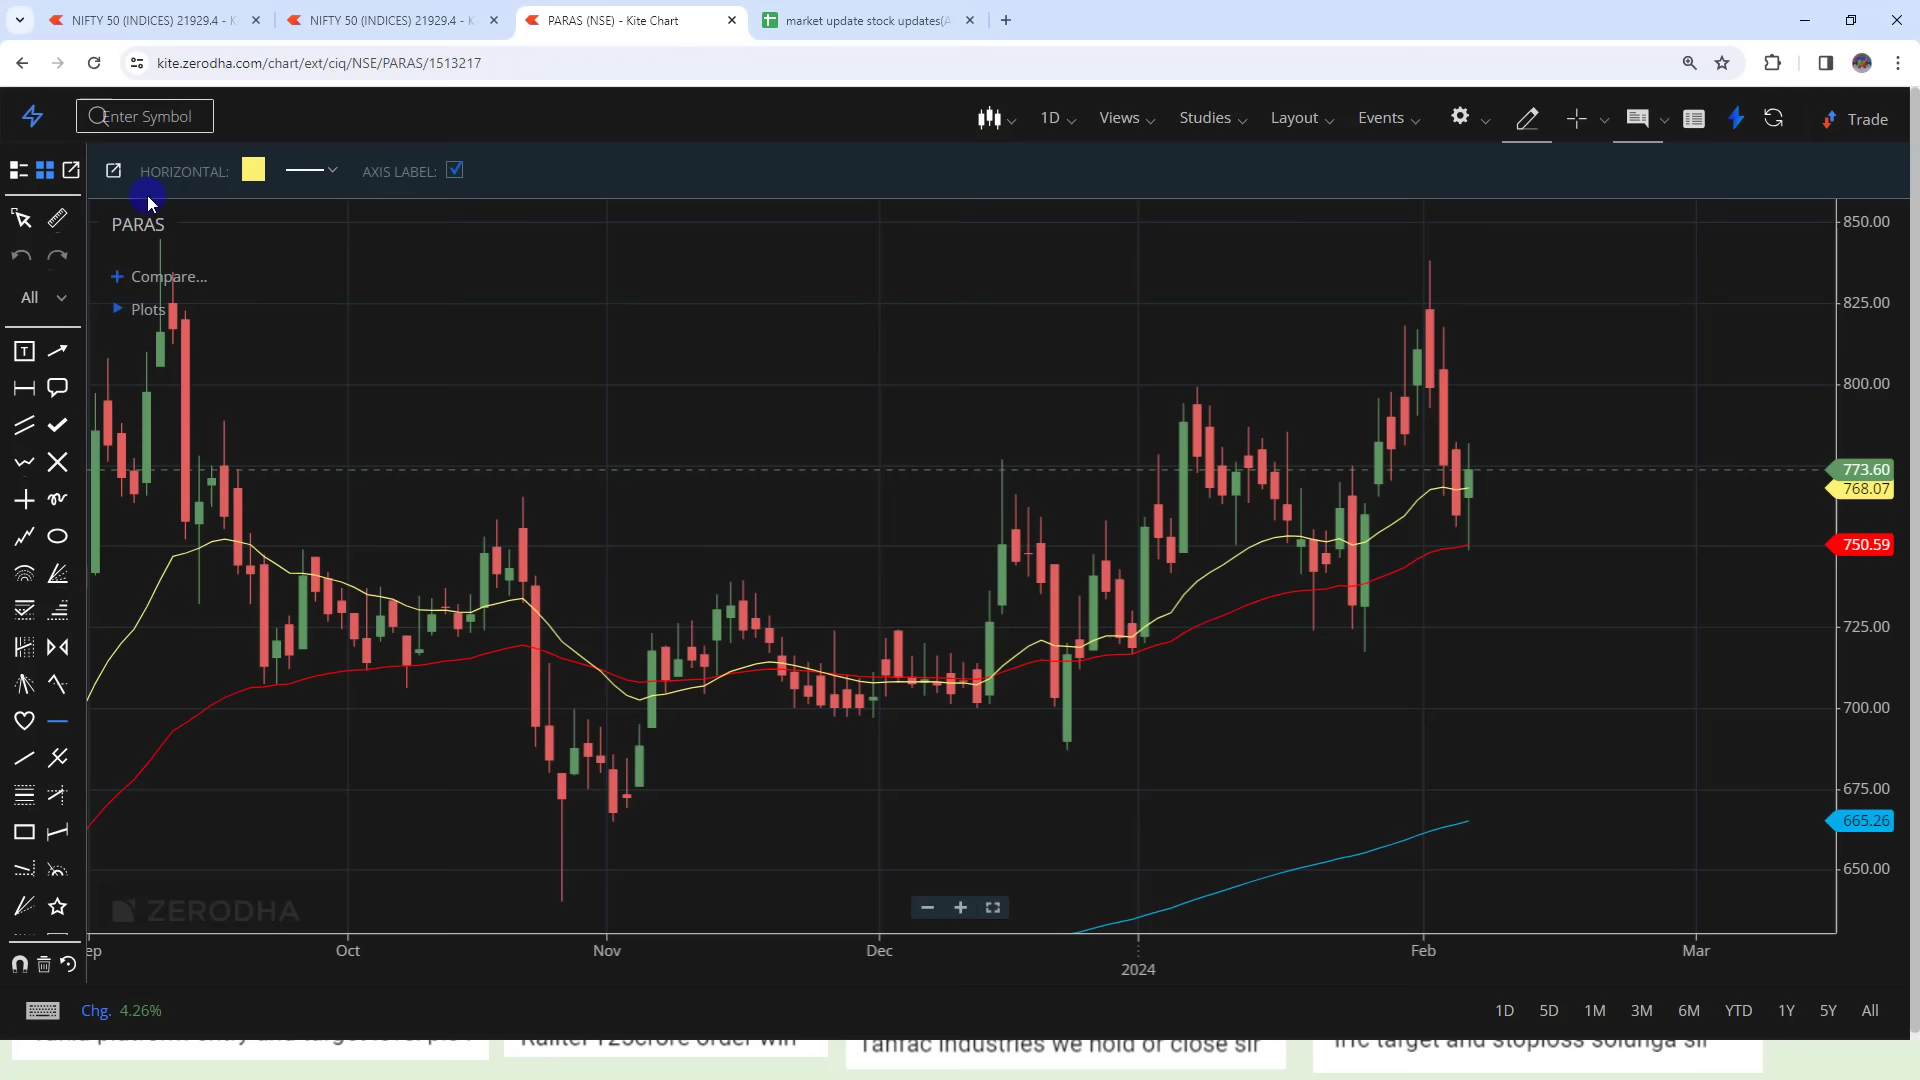 NIFTY 50 (INDICES) 21929.4 - K
NIFTY 50 (INDICES) 21929.4 - K
PARAS (NSE) - Kite Chart
market update stock updates(A
kite.zerodha.com/chart/ext/ciq/NSE/PARAS/1513217
Enter Symbol
1D
Views
Studies
Layout
Events
Trade
HORIZONTAL:
AXIS LABEL:
PARAS
Compare...
Plots
All
T
850.00
825.00
800.00
773.60
768.07
750.59
725.00
700.00
675.00
665.26
650.00
ZERODHA
ep
Oct
Nov
Dec
2024
Feb
Mar
Chg. 4.26%
1D
5D
1M
3M
6M
YTD
1Y
5Y
All
Tanfac Industries we hold or close sir